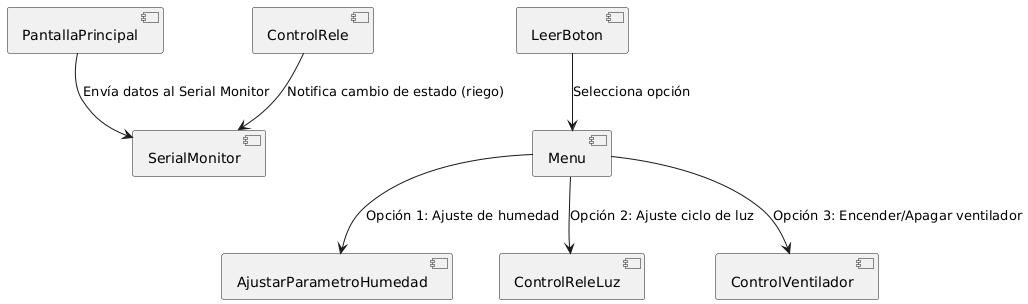 PantallaPrincipal
ControlRele
LeerBoton
Envía datos al Serial Monitor
Notifica cambio de estado (riego)
Selecciona opción
SerialMonitor
Menu
Opción 1: Ajuste de humedad
Opción 2: Ajuste ciclo de luz
Opción 3: Encender/Apagar ventilador
AjustarParametroHumedad
ControlReleLuz
ControlVentilador